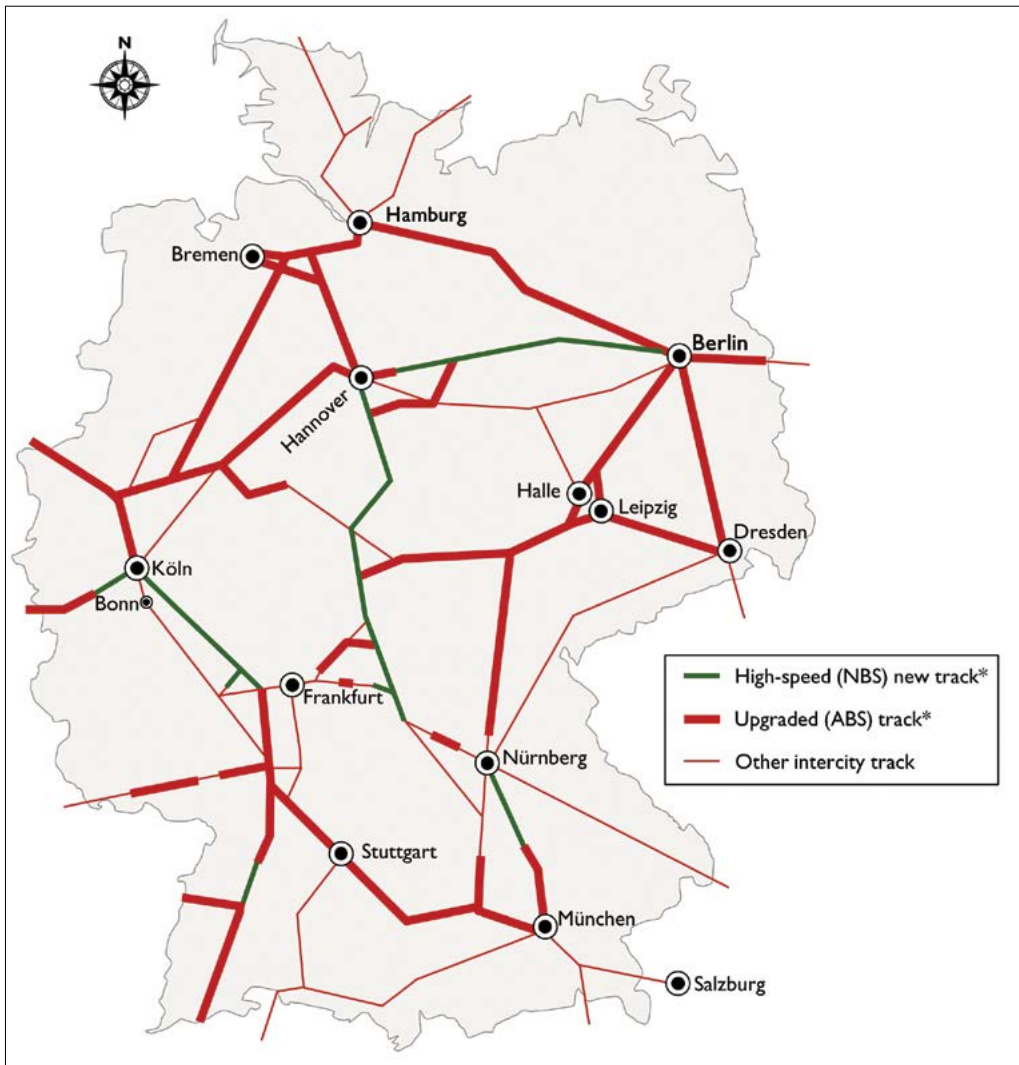 N
Hamburg
Bremen
Berlin
Hannover
Halle
Leipzig
Dresden
Köln
Bonn
High-speed (NBS) new track*
Frankfurt
Upgraded (ABS) track*
Nürnberg
Other intercity track
Stuttgart
München
Salzburg